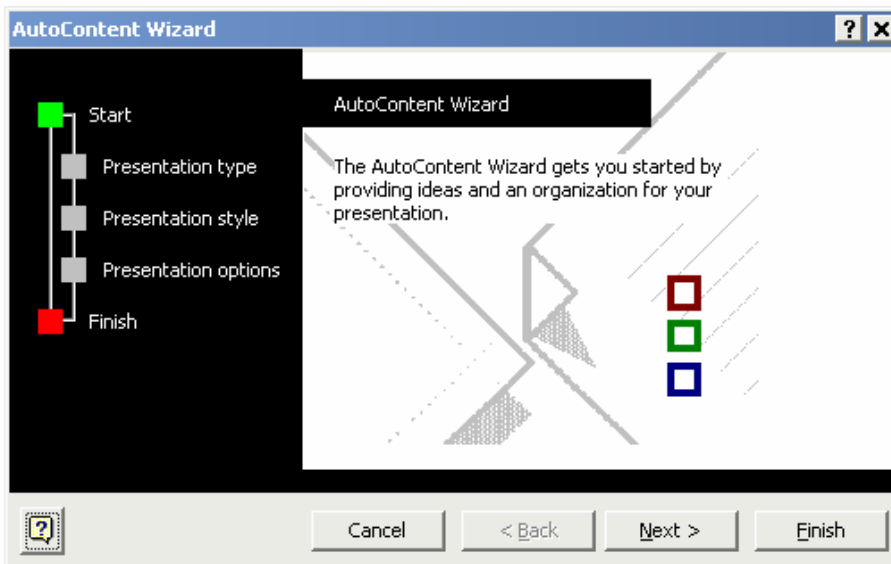 AutoContent Wizard
Start
Presentation type
Presentation style
Presentation options
Finish
AutoContent Wizard
The AutoContent Wizard gets you started by
providing ideas and an organization for your
presentation.
Cancel
< Back
Next >
Finish